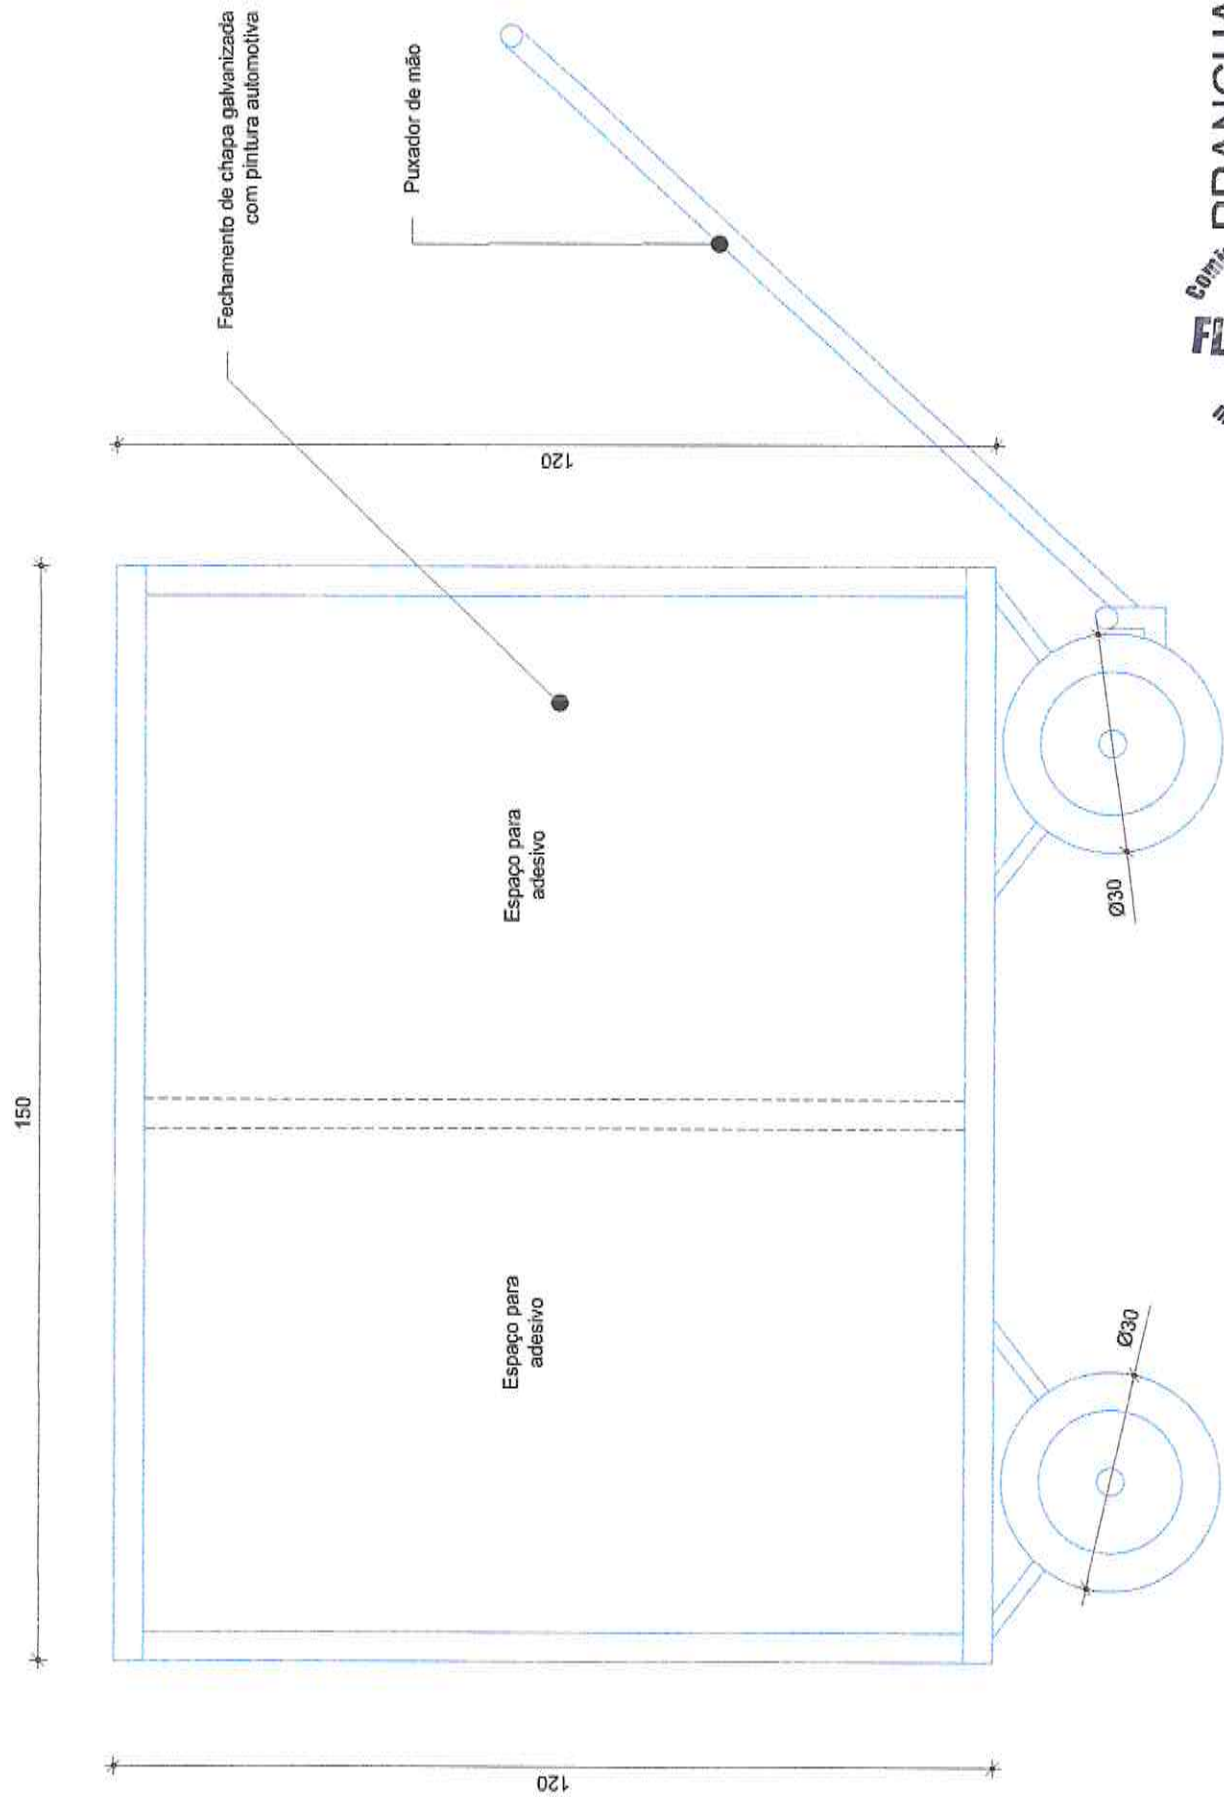 150
Fechamento de chapa galvanizada
com pintura automotiva
Puxador de mão
120
120
Espaço para
adesivo
Espaço para
adesivo
Ø30
Ø30